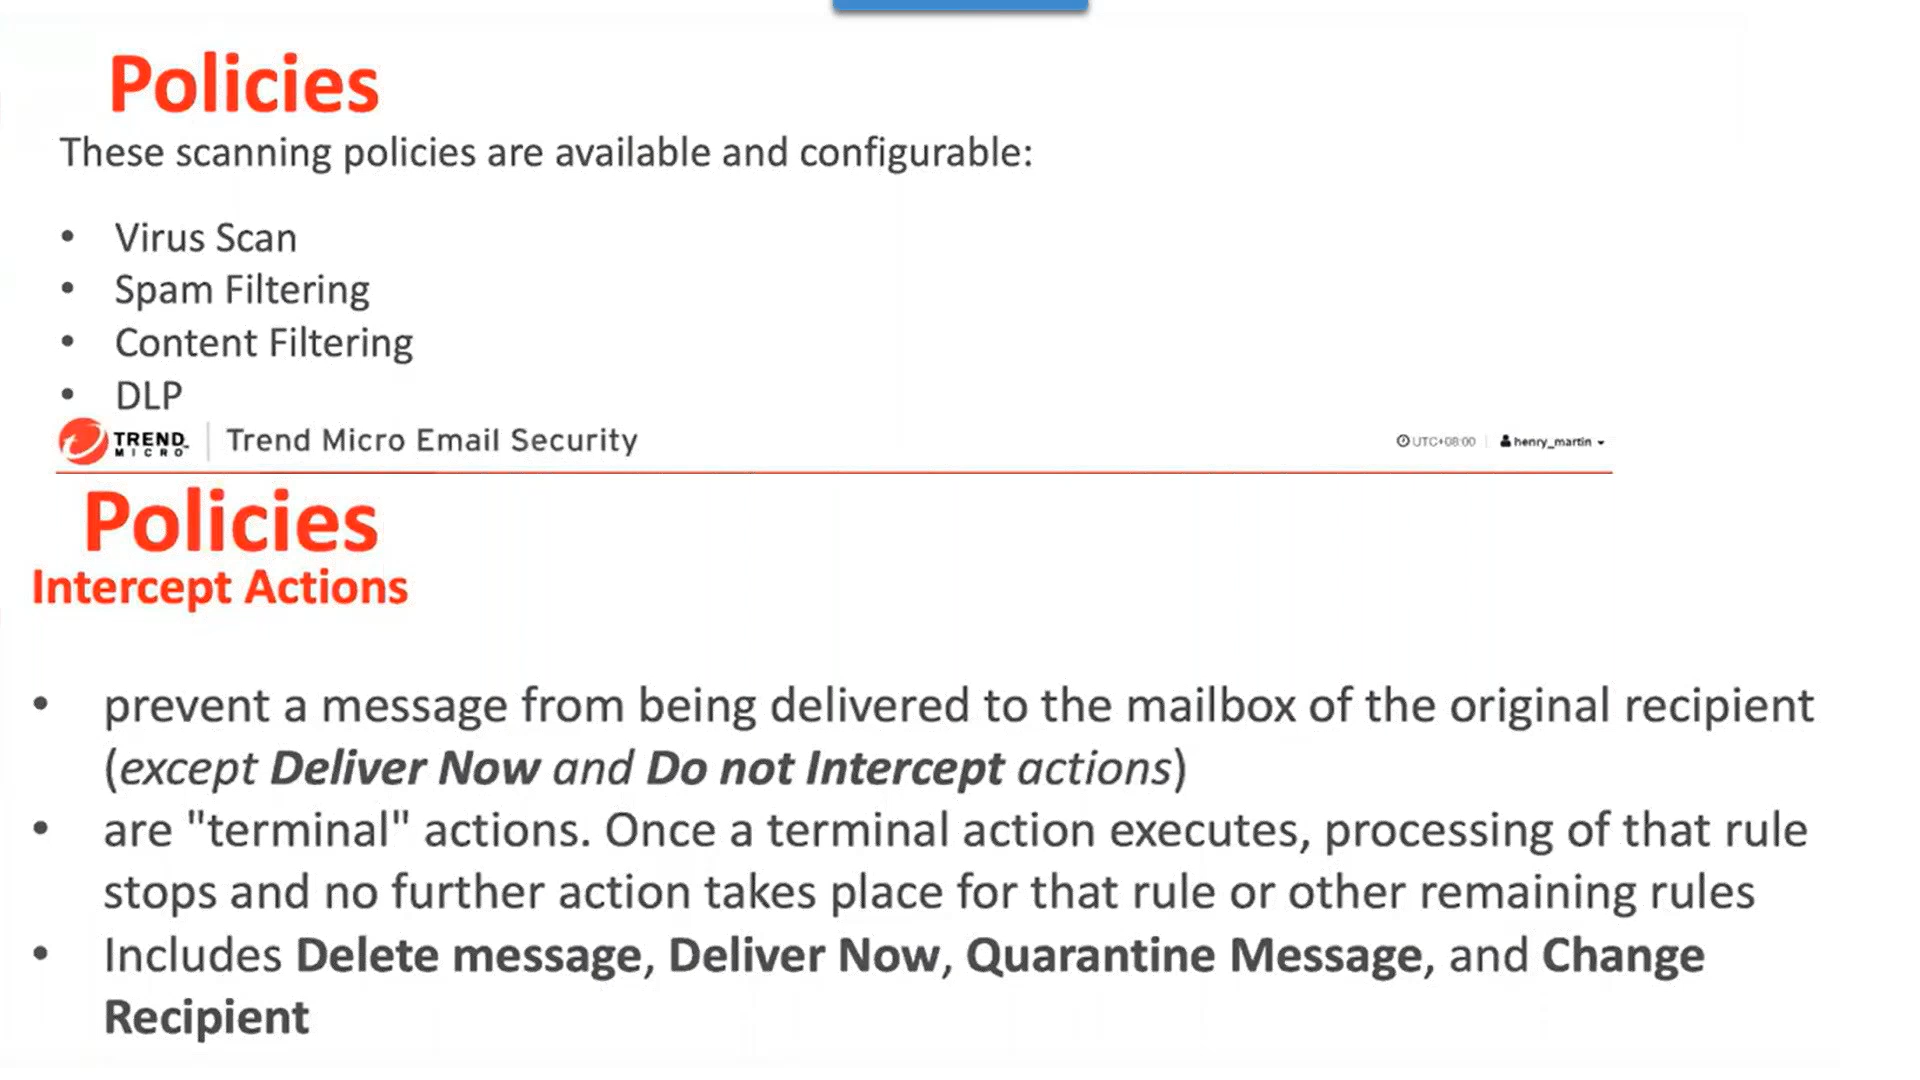 Policies
These scanning policies are available and configurable:
• Virus Scan
• Spam Filtering
• Content Filtering
• DLP
TREND MICRO | Trend Micro Email Security UTC+08:00 | henry_martin
Policies
Intercept Actions
• prevent a message from being delivered to the mailbox of the original recipient
(except Deliver Now and Do not Intercept actions)
• are "terminal" actions. Once a terminal action executes, processing of that rule
stops and no further action takes place for that rule or other remaining rules
• Includes Delete message, Deliver Now, Quarantine Message, and Change
Recipient